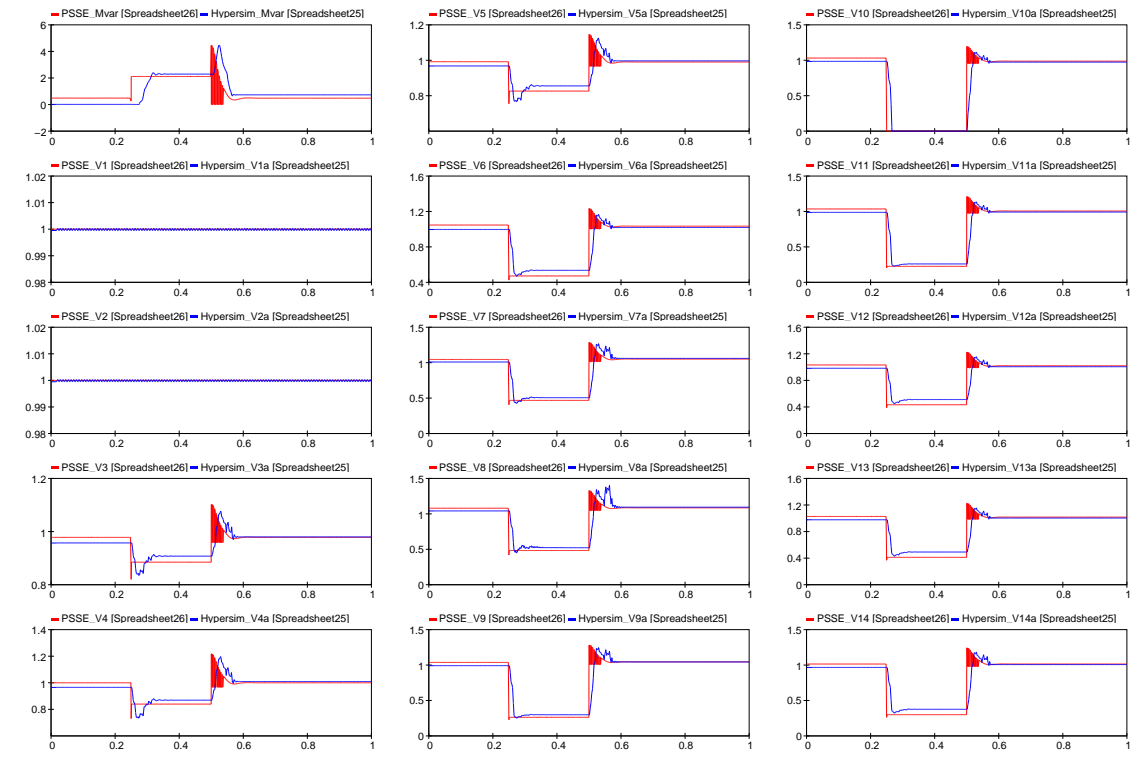 PSSE_Mvar [Spreadsheet26] Hypersim_Mvar [Spreadsheet25]
6
4
2
0
−2
0 0.2 0.4 0.6 0.8 1
PSSE_V5 [Spreadsheet26] Hypersim_V5a [Spreadsheet25]
1.2
1
0.8
0.6
0 0.2 0.4 0.6 0.8 1
PSSE_V10 [Spreadsheet26] Hypersim_V10a [Spreadsheet25]
1.5
1
0.5
0
0 0.2 0.4 0.6 0.8 1
PSSE_V1 [Spreadsheet26] Hypersim_V1a [Spreadsheet25]
1.02
1.01
1
0.99
0.98
0 0.2 0.4 0.6 0.8 1
PSSE_V6 [Spreadsheet26] Hypersim_V6a [Spreadsheet25]
1.6
1.2
0.8
0.4
0 0.2 0.4 0.6 0.8 1
PSSE_V11 [Spreadsheet26] Hypersim_V11a [Spreadsheet25]
1.5
1
0.5
0
0 0.2 0.4 0.6 0.8 1
PSSE_V2 [Spreadsheet26] Hypersim_V2a [Spreadsheet25]
1.02
1.01
1
0.99
0.98
0 0.2 0.4 0.6 0.8 1
PSSE_V7 [Spreadsheet26] Hypersim_V7a [Spreadsheet25]
1.5
1
0.5
0
0 0.2 0.4 0.6 0.8 1
PSSE_V12 [Spreadsheet26] Hypersim_V12a [Spreadsheet25]
1.6
1.2
0.8
0.4
0 0.2 0.4 0.6 0.8 1
PSSE_V3 [Spreadsheet26] Hypersim_V3a [Spreadsheet25]
1.2
1
0.8
0 0.2 0.4 0.6 0.8 1
PSSE_V8 [Spreadsheet26] Hypersim_V8a [Spreadsheet25]
1.5
1
0.5
0
0 0.2 0.4 0.6 0.8 1
PSSE_V13 [Spreadsheet26] Hypersim_V13a [Spreadsheet25]
1.6
1.2
0.8
0.4
0
0 0.2 0.4 0.6 0.8 1
PSSE_V4 [Spreadsheet26] Hypersim_V4a [Spreadsheet25]
1.4
1.2
1
0.8
0 0.2 0.4 0.6 0.8 1
PSSE_V9 [Spreadsheet26] Hypersim_V9a [Spreadsheet25]
1.5
1
0.5
0
0 0.2 0.4 0.6 0.8 1
PSSE_V14 [Spreadsheet26] Hypersim_V14a [Spreadsheet25]
1.5
1
0.5
0
0 0.2 0.4 0.6 0.8 1